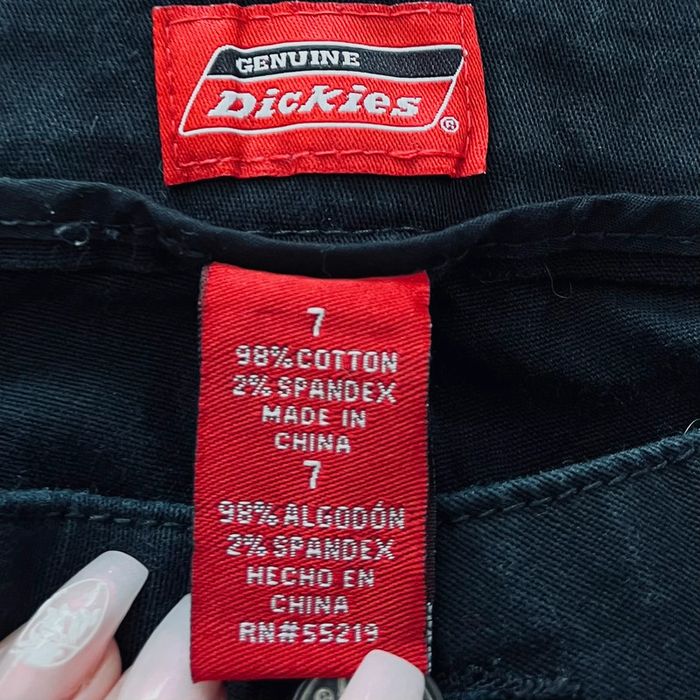 GENUINE
Dickies
®
7
98% COTTON
2% SPANDEX
MADE IN
CHINA
7
98% ALGODÓN
2% SPANDEX
HECHO EN
CHINA
RN#55219